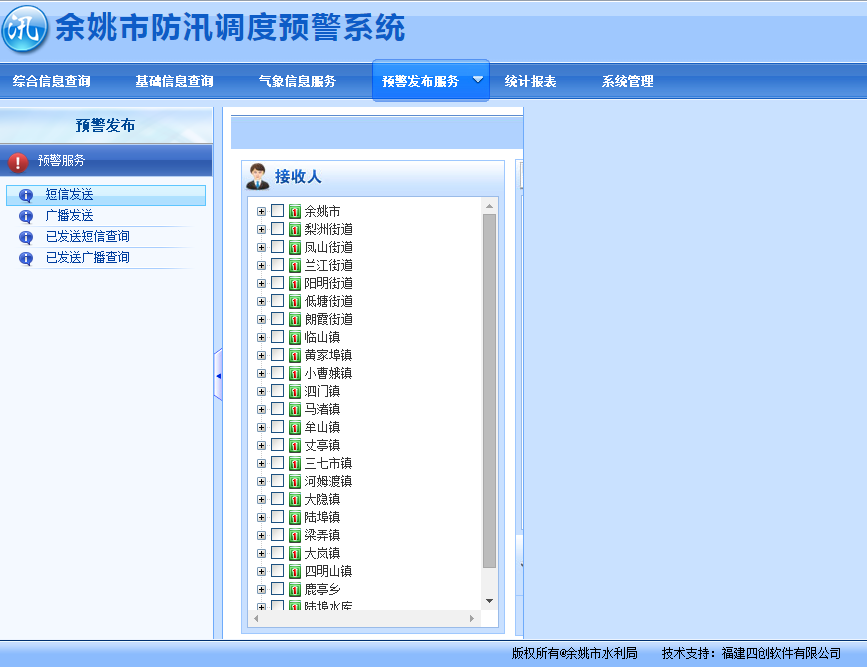 汛 余姚市防汛调度预警系统
综合信息查询 基础信息查询 气象信息服务 预警发布服务 统计报表 系统管理
预警发布
预警服务
短信发送
广播发送
已发送短信查询
已发送广播查询
接收人
余姚市
梨洲街道
凤山街道
兰江街道
阳明街道
低塘街道
朗霞街道
临山镇
黄家埠镇
小曹娥镇
泗门镇
马渚镇
牟山镇
丈亭镇
三七市镇
河姆渡镇
大隐镇
陆埠镇
梁弄镇
大岚镇
四明山镇
鹿亭乡
陆埠水库
版权所有@余姚市水利局 技术支持：福建四创软件有限公司